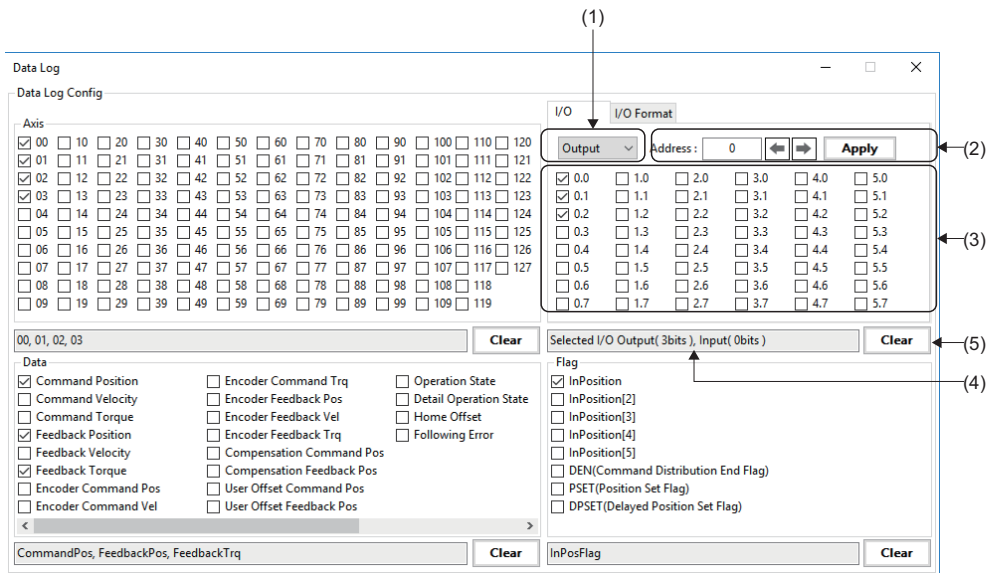 (1)
Data Log
Data Log Config
I/O I/O Format
Axis
Output Address : 0 Apply (2)
00 10 20 30 40 50 60 70 80 90 100 110 120
01 11 21 31 41 51 61 71 81 91 101 111 121
02 12 22 32 42 52 62 72 82 92 102 112 122
03 13 23 33 43 53 63 73 83 93 103 113 123
04 14 24 34 44 54 64 74 84 94 104 114 124
05 15 25 35 45 55 65 75 85 95 105 115 125
06 16 26 36 46 56 66 76 86 96 106 116 126
07 17 27 37 47 57 67 77 87 97 107 117 127
08 18 28 38 48 58 68 78 88 98 108 118
09 19 29 39 49 59 69 79 89 99 109 119
0.0 1.0 2.0 3.0 4.0 5.0
0.1 1.1 2.1 3.1 4.1 5.1
0.2 1.2 2.2 3.2 4.2 5.2
0.3 1.3 2.3 3.3 4.3 5.3
0.4 1.4 2.4 3.4 4.4 5.4
0.5 1.5 2.5 3.5 4.5 5.5
0.6 1.6 2.6 3.6 4.6 5.6
0.7 1.7 2.7 3.7 4.7 5.7
(3)
00, 01, 02, 03 Clear
Selected I/O Output( 3bits ), Input( 0bits ) Clear (5)
(4)
Data
Command Position Encoder Command Trq Operation State
Command Velocity Encoder Feedback Pos Detail Operation State
Command Torque Encoder Feedback Vel Home Offset
Feedback Position Encoder Feedback Trq Following Error
Feedback Velocity Compensation Command Pos
Feedback Torque Compensation Feedback Pos
Encoder Command Pos User Offset Command Pos
Encoder Command Vel User Offset Feedback Pos
CommandPos, FeedbackPos, FeedbackTrq Clear
Flag
InPosition
InPosition[2]
InPosition[3]
InPosition[4]
InPosition[5]
DEN(Command Distribution End Flag)
PSET(Position Set Flag)
DPSET(Delayed Position Set Flag)
InPosFlag Clear